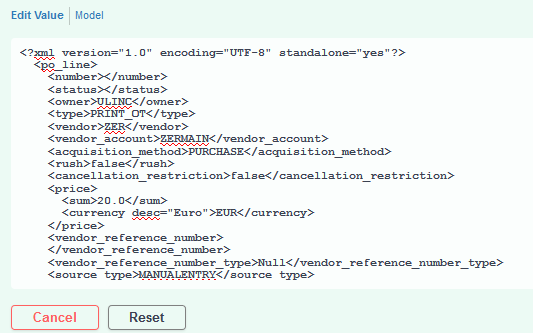 Edit Value Model
<?xml version="1.0" encoding="UTF-8" standalone="yes"?>
<po_line>
<number></number>
<status></status>
<owner>ULINC</owner>
<type>PRINT_OT</type>
<vendor>ZER</vendor>
<vendor_account>ZERMAIN</vendor_account>
<acquisition_method>PURCHASE</acquisition_method>
<rush>false</rush>
<cancellation_restriction>false</cancellation_restriction>
<price>
<sum>20.0</sum>
<currency desc="Euro">EUR</currency>
</price>
<vendor_reference_number>
</vendor_reference_number>
<vendor_reference_number_type>Null</vendor_reference_number_type>
<source type>MANUALENTRY</source type>
Cancel Reset